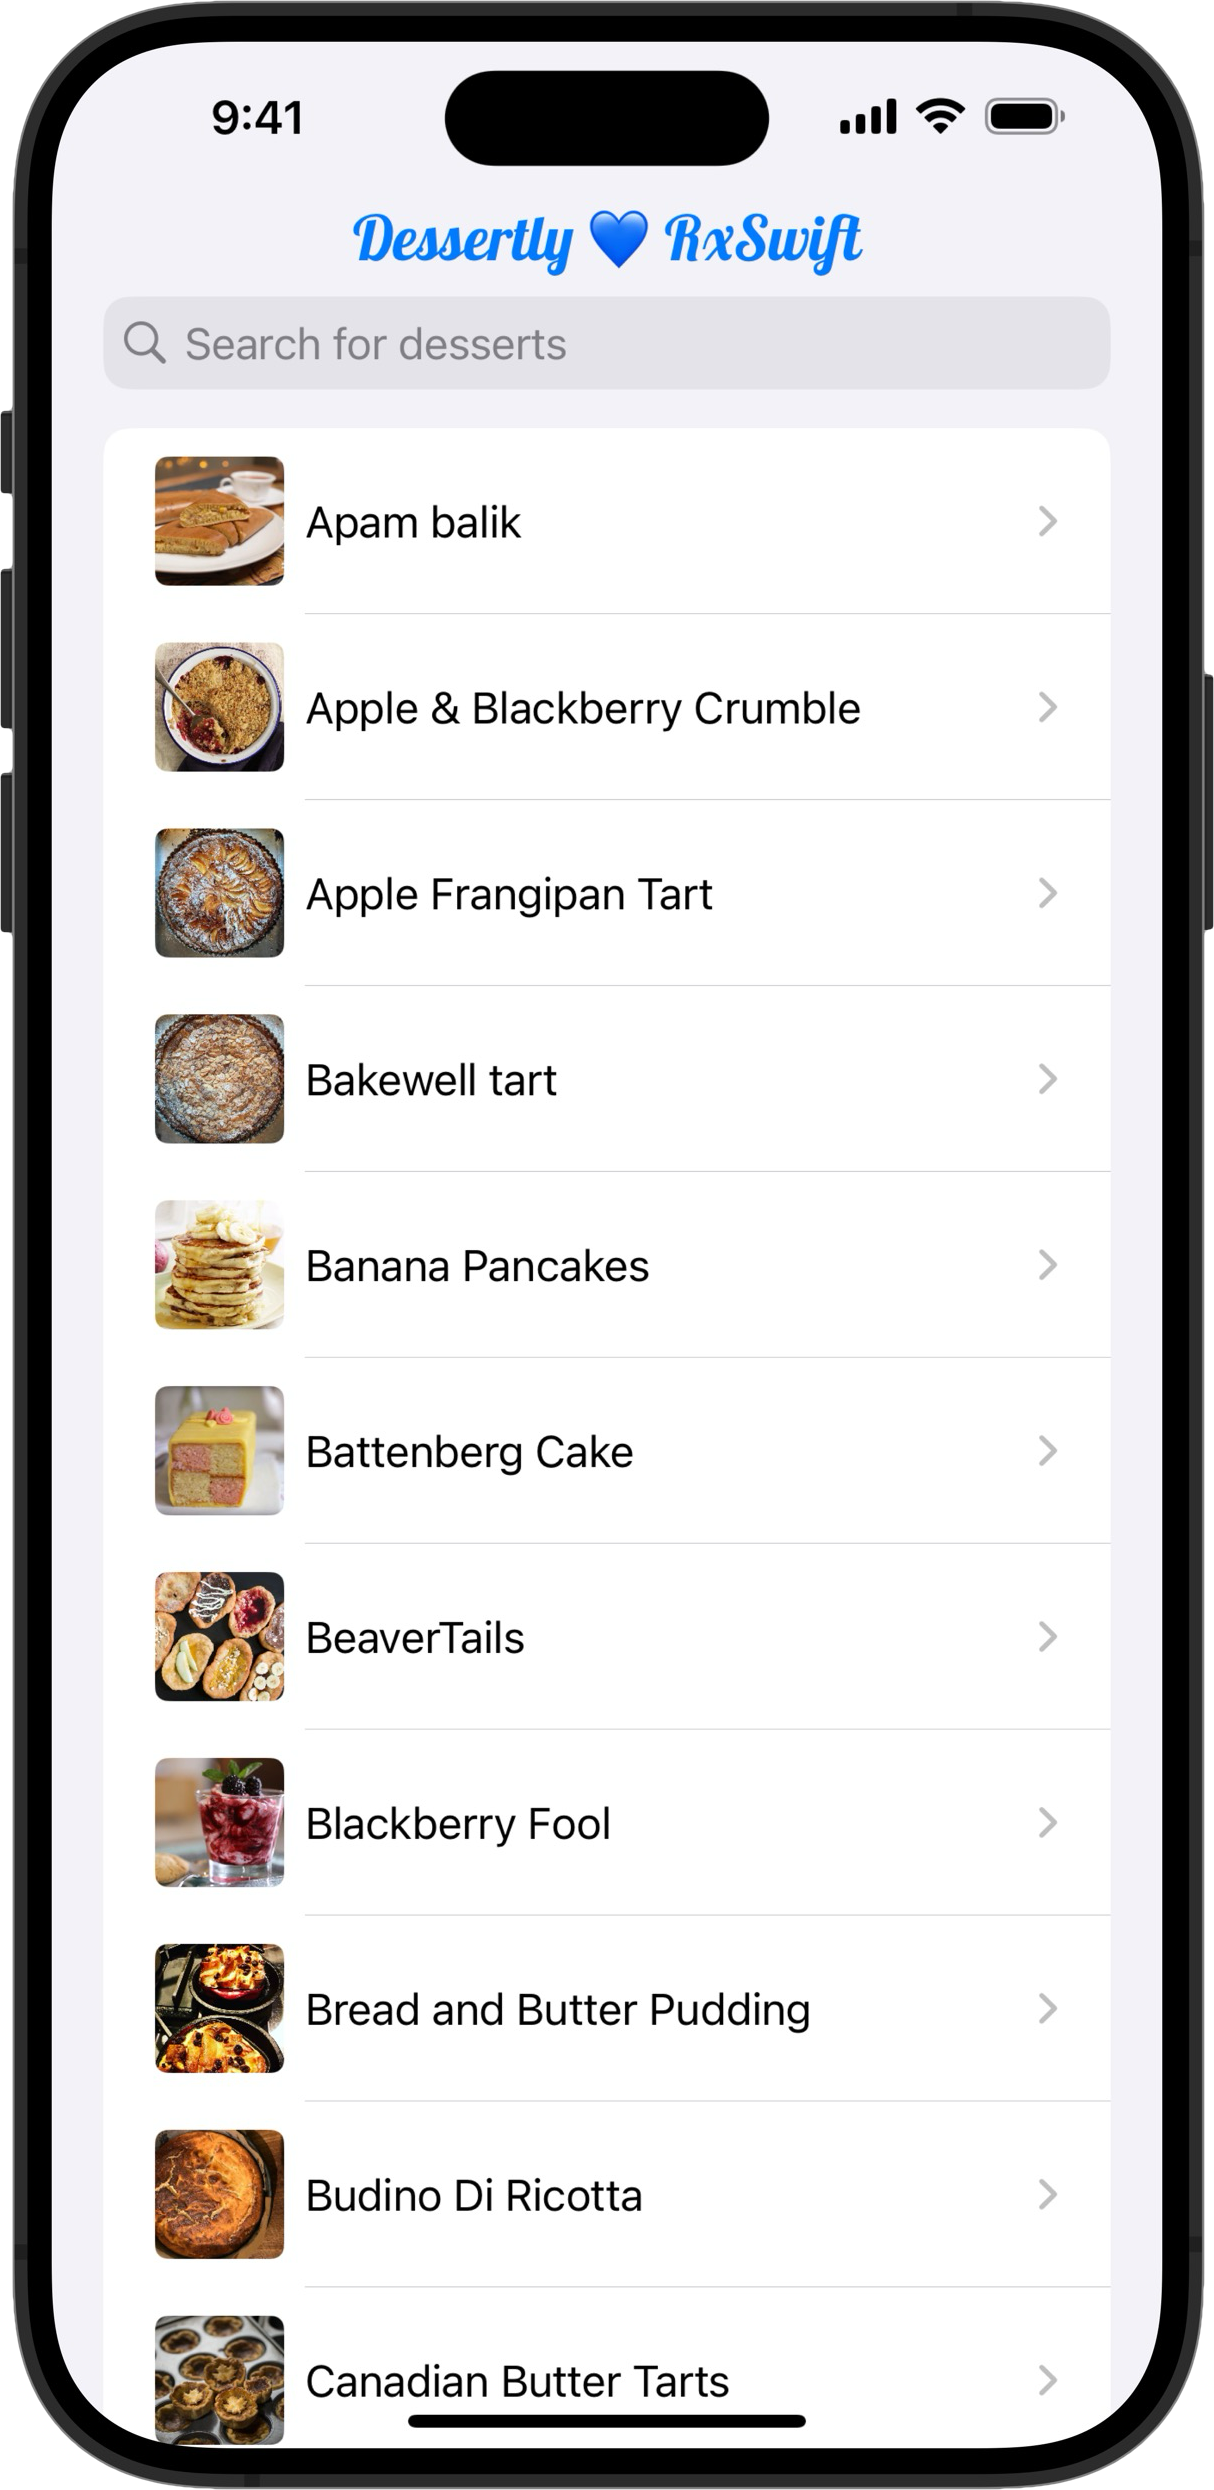 9:41
Dessertly 💙 RxSwift
Search for desserts
Apam balik
Apple & Blackberry Crumble
Apple Frangipan Tart
Bakewell tart
Banana Pancakes
Battenberg Cake
BeaverTails
Blackberry Fool
Bread and Butter Pudding
Budino Di Ricotta
Canadian Butter Tarts